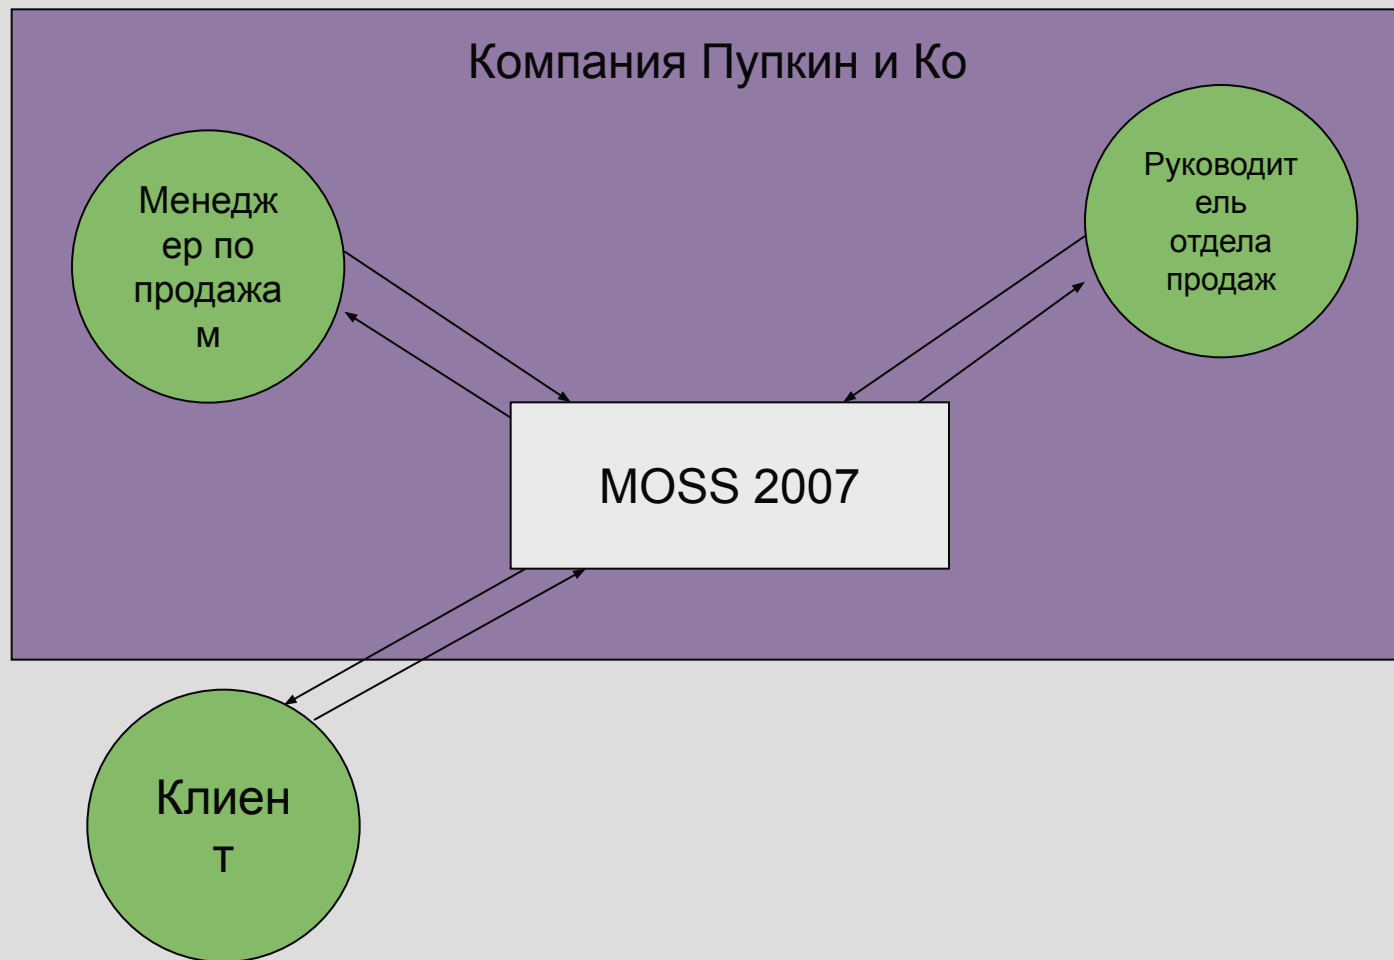 Компания Пупкин и Ко
Менедж
ер по
продажа
м
Руководит
ель
отдела
продаж
MOSS 2007
Клиен
т